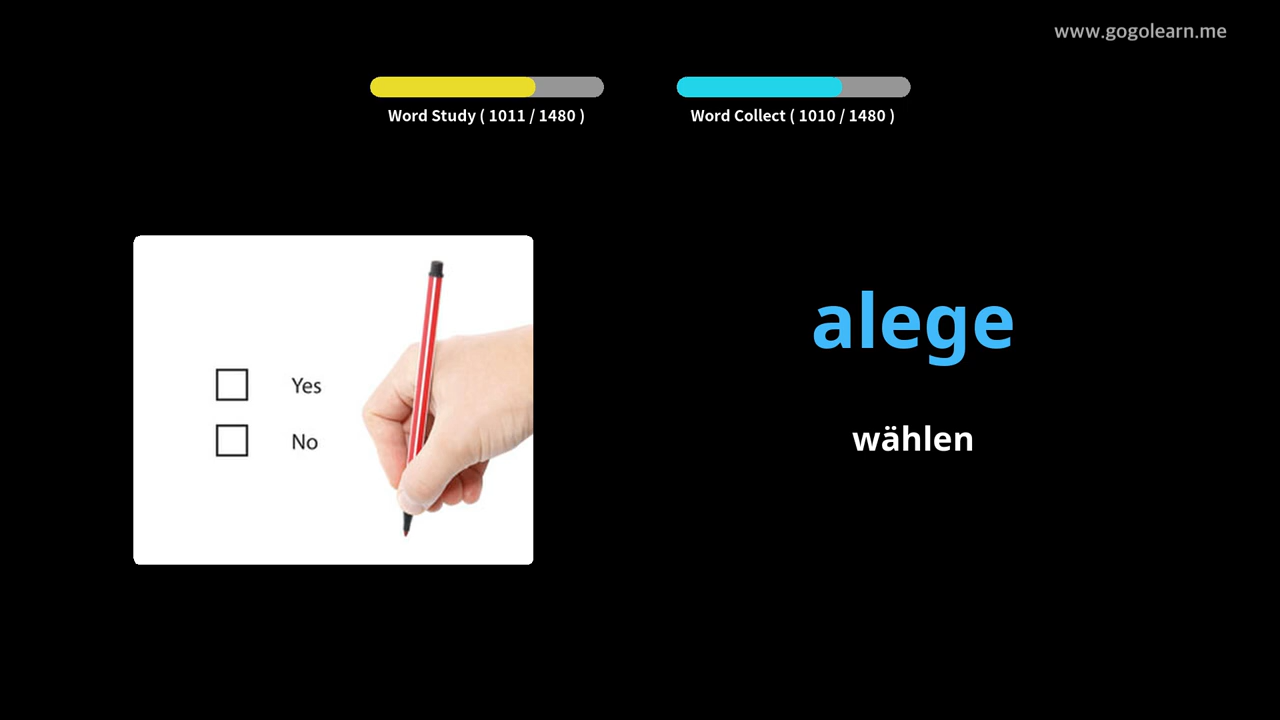 www.gogolearn.me
Word Study ( 1011 / 1480 )
Word Collect ( 1010 / 1480 )
Yes
No
alege
wählen